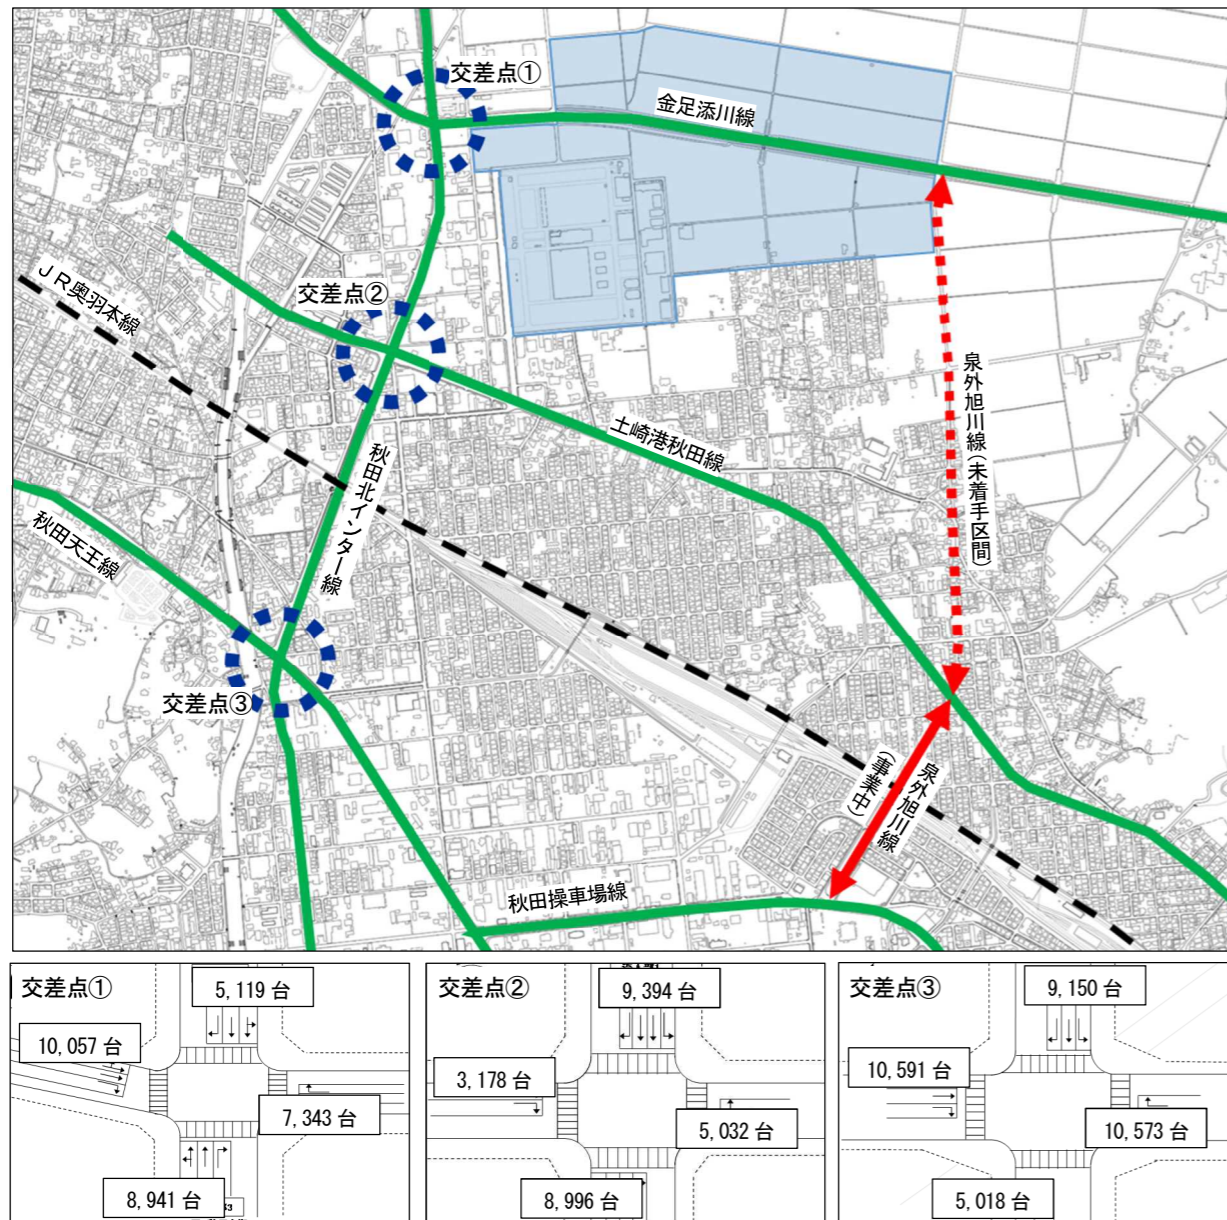 交差点①
金足添川線
JR奥羽本線
交差点②
泉外旭川線(未着手区間)
土崎港秋田線
秋田北インター線
秋田天王線
交差点③
泉外旭川線
(事業中)
秋田操車場線
交差点①
5,119 台
10,057 台
7,343 台
8,941 台
交差点②
9,394 台
3,178 台
5,032 台
8,996 台
交差点③
9,150 台
10,591 台
10,573 台
5,018 台